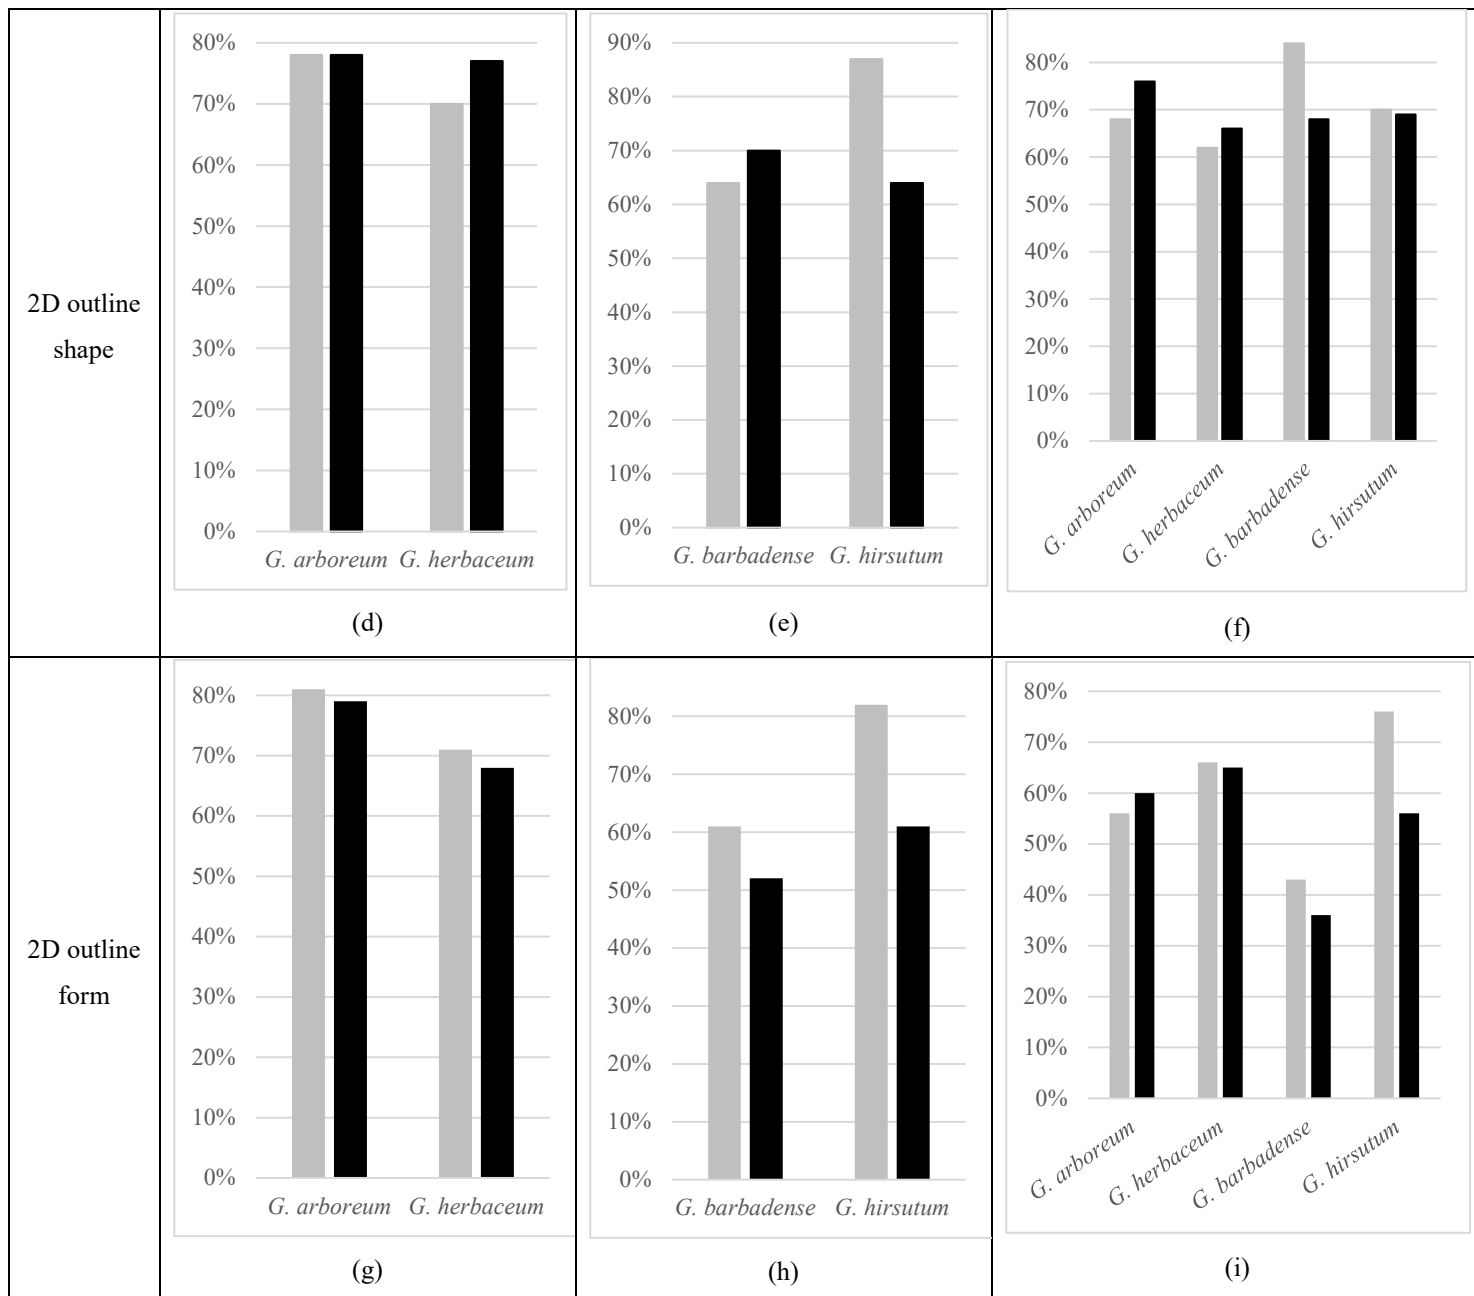 2D outline
shape
80%
70%
60%
50%
40%
30%
20%
10%
0%
G. arboreum G. herbaceum
(d)
90%
80%
70%
60%
50%
40%
30%
20%
10%
0%
G. barbadense G. hirsutum
(e)
80%
70%
60%
50%
40%
30%
20%
10%
0%
G. arboreum
G. herbaceum
G. barbadense
G. hirsutum
(f)
2D outline
form
80%
70%
60%
50%
40%
30%
20%
10%
0%
G. arboreum G. herbaceum
(g)
80%
70%
60%
50%
40%
30%
20%
10%
0%
G. barbadense G. hirsutum
(h)
80%
70%
60%
50%
40%
30%
20%
10%
0%
G. arboreum
G. herbaceum
G. barbadense
G. hirsutum
(i)